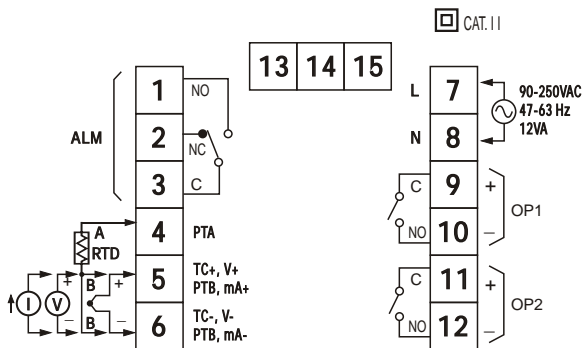 CAT. II
13 14 15
1 NO
ALM 2 NC
3 C
A 4 PTA
RTD
I V + B + 5 TC+, V+
PTB, mA+
− B − 6 TC-, V-
PTB, mA-
L 7 90-250VAC
47-63 Hz
N 8 12VA
C 9 +
OP1
NO 10 −
C 11 +
OP2
NO 12 −